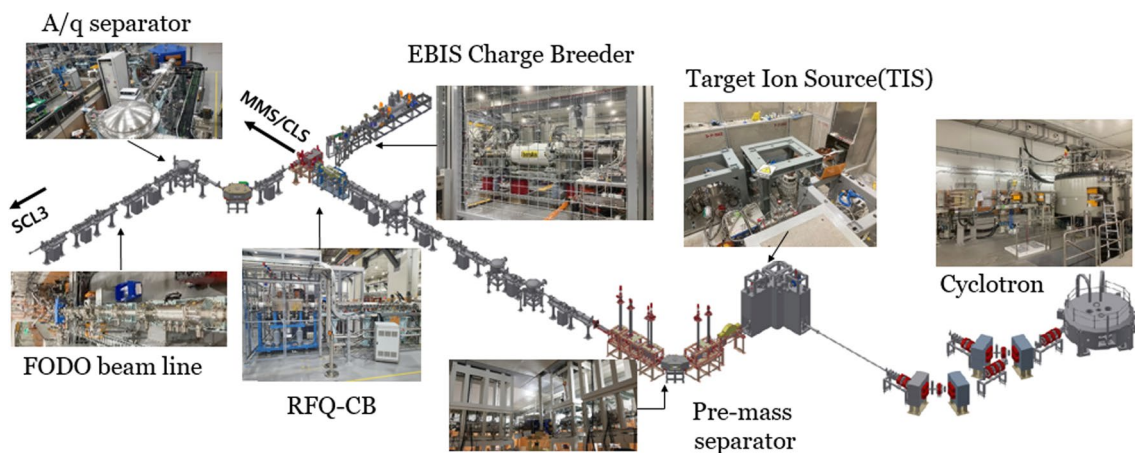 A/q separator
EBIS Charge Breeder
Target Ion Source(TIS)
MMS/CLS
SCL3
Cyclotron
FODO beam line
RFQ-CB
Pre-mass
separator